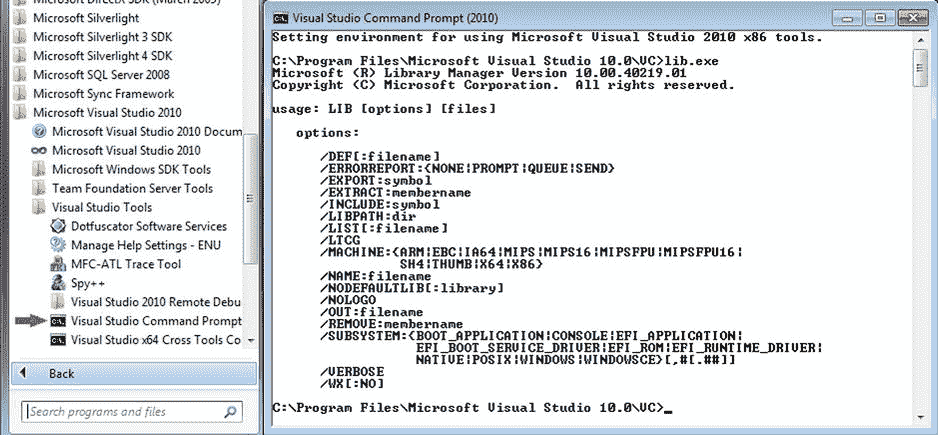 Microsoft DirectX SDK (March 2009)
Microsoft Silverlight
Microsoft Silverlight 3 SDK
Microsoft Silverlight 4 SDK
Microsoft SQL Server 2008
Microsoft Sync Framework
Microsoft Visual Studio 2010
Microsoft Visual Studio 2010 Docum
Microsoft Visual Studio 2010
Microsoft Windows SDK Tools
Team Foundation Server Tools
Visual Studio Tools
Dotfuscator Software Services
Manage Help Settings - ENU
MFC-ATL Trace Tool
Spy++
Visual Studio 2010 Remote Debu
Visual Studio Command Prompt
Visual Studio x64 Cross Tools Co
Back
Search programs and files
Visual Studio Command Prompt (2010)
Setting environment for using Microsoft Visual Studio 2010 x86 tools.
C:\Program Files\Microsoft Visual Studio 10.0\VC>lib.exe
Microsoft (R) Library Manager Version 10.00.40219.01
Copyright (C) Microsoft Corporation.  All rights reserved.
usage: LIB [options] [files]
options:
/DEF[:filename]
/ERRORREPORT:{NONE|PROMPT|QUEUE|SEND}
/EXPORT:symbol
/EXTRACT:membername
/INCLUDE:symbol
/LIBPATH:dir
/LIST[:filename]
/LTCG
/MACHINE:{ARM|EBC|IA64|MIPS|MIPS16|MIPSFPU|MIPSFPU16|
SH4|THUMB|X64|X86}
/NAME:filename
/NODEFAULTLIB[:library]
/NOLOGO
/OUT:filename
/REMOVE:membername
/SUBSYSTEM:{BOOT_APPLICATION|CONSOLE|EFI_APPLICATION|
EFI_BOOT_SERVICE_DRIVER|EFI_ROM|EFI_RUNTIME_DRIVER|
NATIVE|POSIX|WINDOWS|WINDOWSCE}[,#[.##]]
/VERBOSE
/WX[:NO]
C:\Program Files\Microsoft Visual Studio 10.0\VC>_